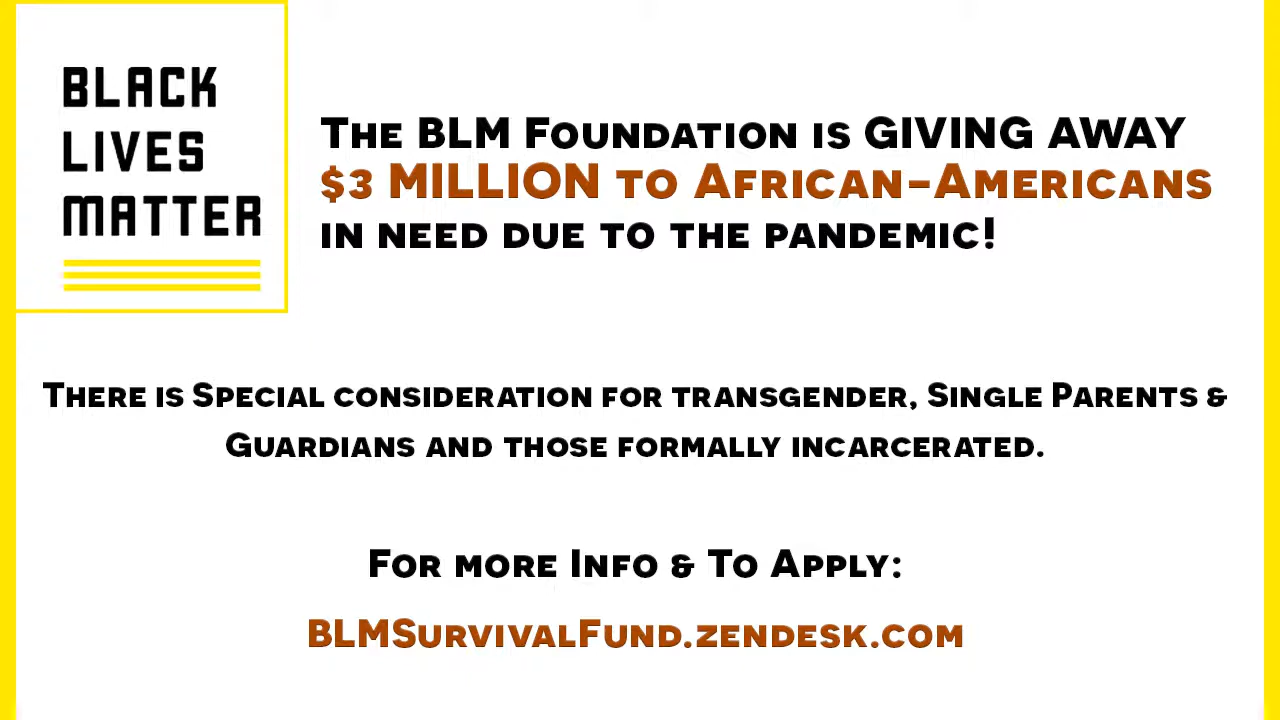 BLACK
LIVES
MATTER
The BLM Foundation is GIVING AWAY
$3 MILLION to African-Americans
in need due to the pandemic!
There is Special consideration for transgender, Single Parents &
Guardians and those formally incarcerated.
For more Info & To Apply:
BLMSurvivalFund.zendesk.com